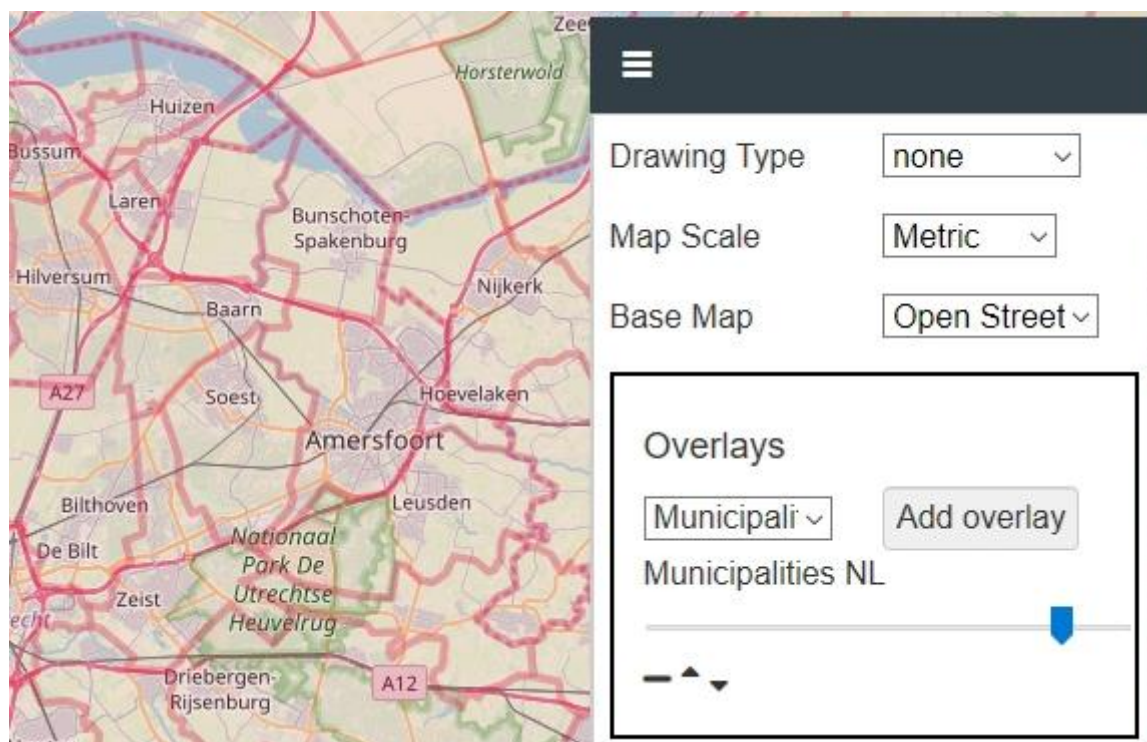 Zee
Horsterwold
Huizen
Bussum
Laren
Bunschoten-
Spakenburg
Hilversum
Nijkerk
Baarn
A27
Soest
Hoevelaken
Amersfoort
Bilthoven
Leusden
De Bilt
Nationaal
Park De
Utrechtse
Heuvelrug
Zeist
echt
Driebergen-
Rijsenburg
A12
Drawing Type none
Map Scale Metric
Base Map Open Street
Overlays
Municipali Add overlay
Municipalities NL